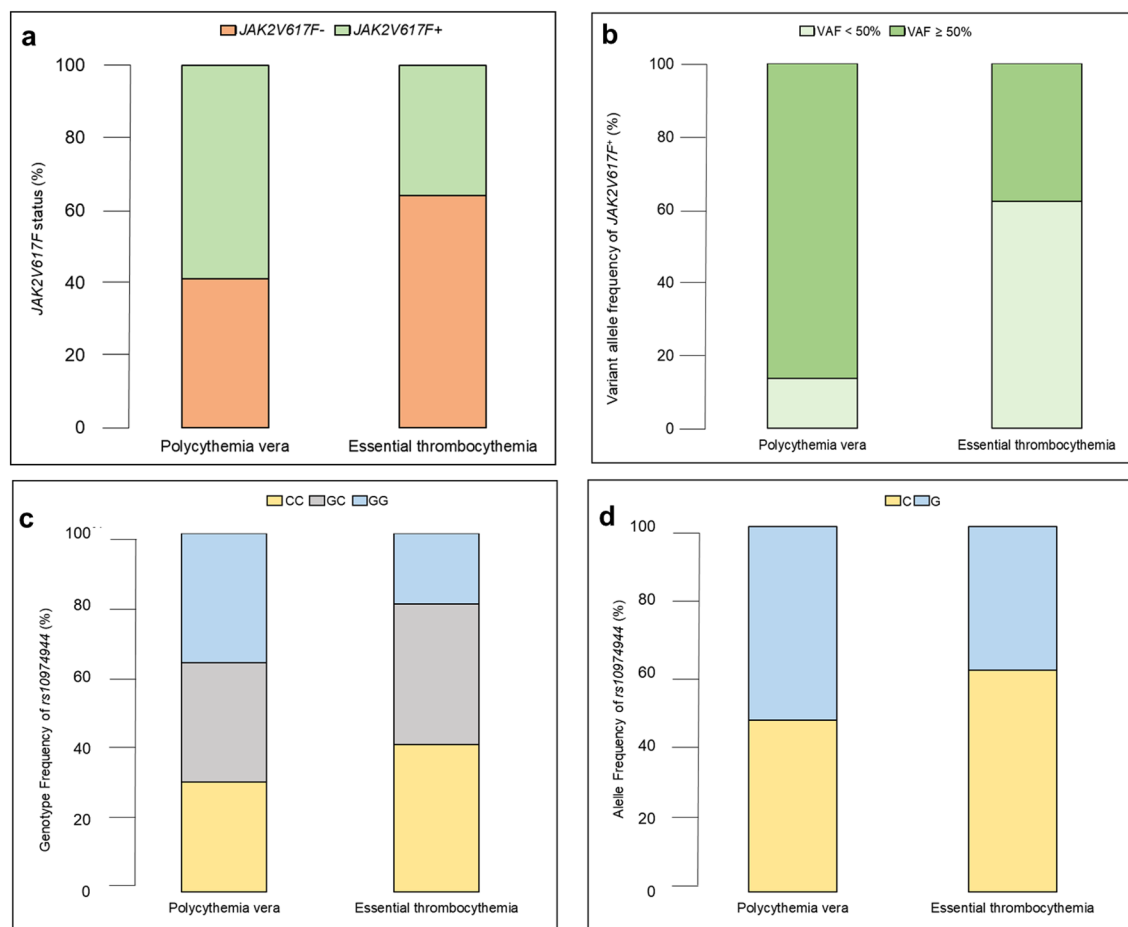 a
JAK2V617F- JAK2V617F+
JAK2V617F status (%)
100
80
60
40
20
0
Polycythemia vera Essential thrombocythemia
b
VAF < 50% VAF ≥ 50%
Variant allele frequency of JAK2V617F+ (%)
100
80
60
40
20
0
Polycythemia vera Essential thrombocythemia
c
CC GC GG
Genotype Frequency of rs10974944 (%)
100
80
60
40
20
0
Polycythemia vera Essential thrombocythemia
d
C G
Alelle Frequency of rs10974944 (%)
100
80
60
40
20
0
Polycythemia vera Essential thrombocythemia